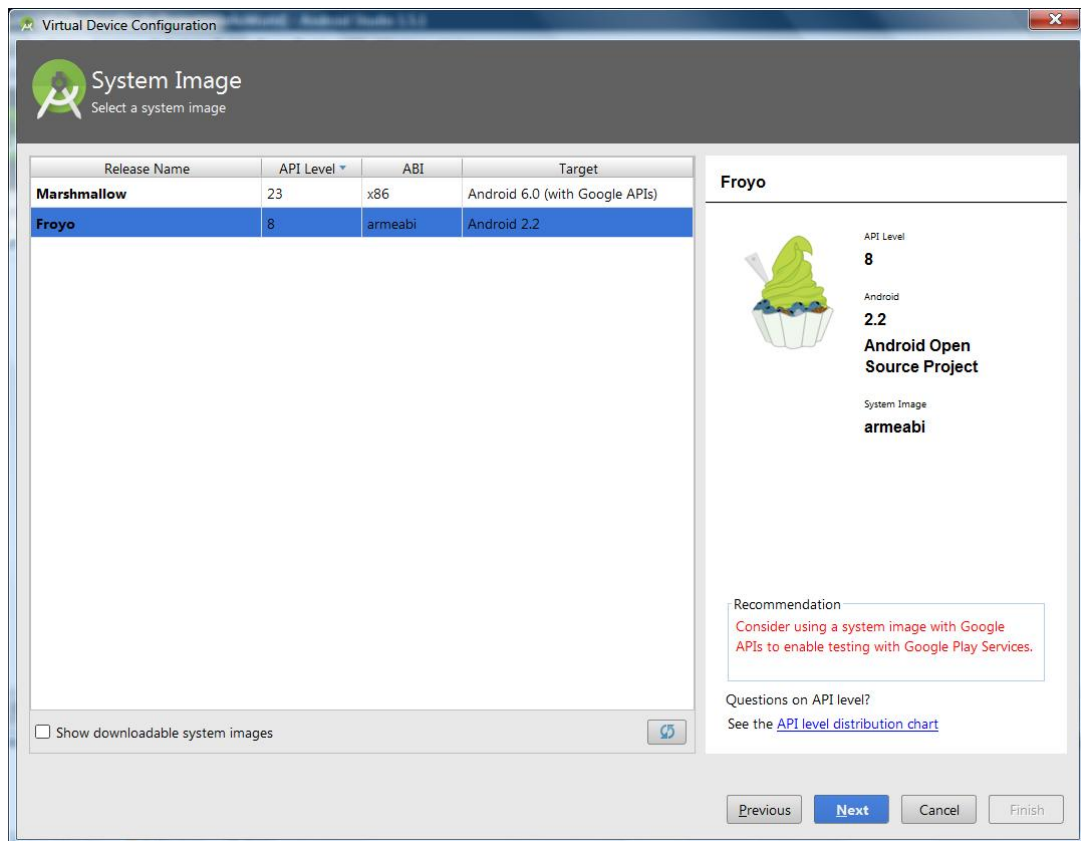 Virtual Device Configuration
System Image
Select a system image
Release Name API Level ABI Target
Marshmallow 23 x86 Android 6.0 (with Google APIs)
Froyo 8 armeabi Android 2.2
Show downloadable system images
Froyo
API Level
8
Android
2.2
Android Open
Source Project
System Image
armeabi
Recommendation
Consider using a system image with Google
APIs to enable testing with Google Play Services.
Questions on API level?
See the API level distribution chart
Previous Next Cancel Finish